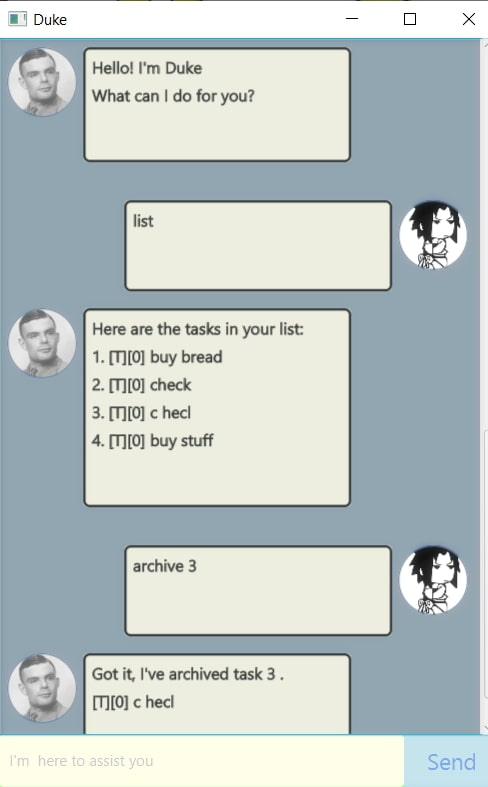 Duke
Hello! I'm Duke
What can I do for you?
list
Here are the tasks in your list:
1. [T][0] buy bread
2. [T][0] check
3. [T][0] c hecl
4. [T][0] buy stuff
archive 3
Got it, I've archived task 3 .
[T][0] c hecl
I'm  here to assist you
Send